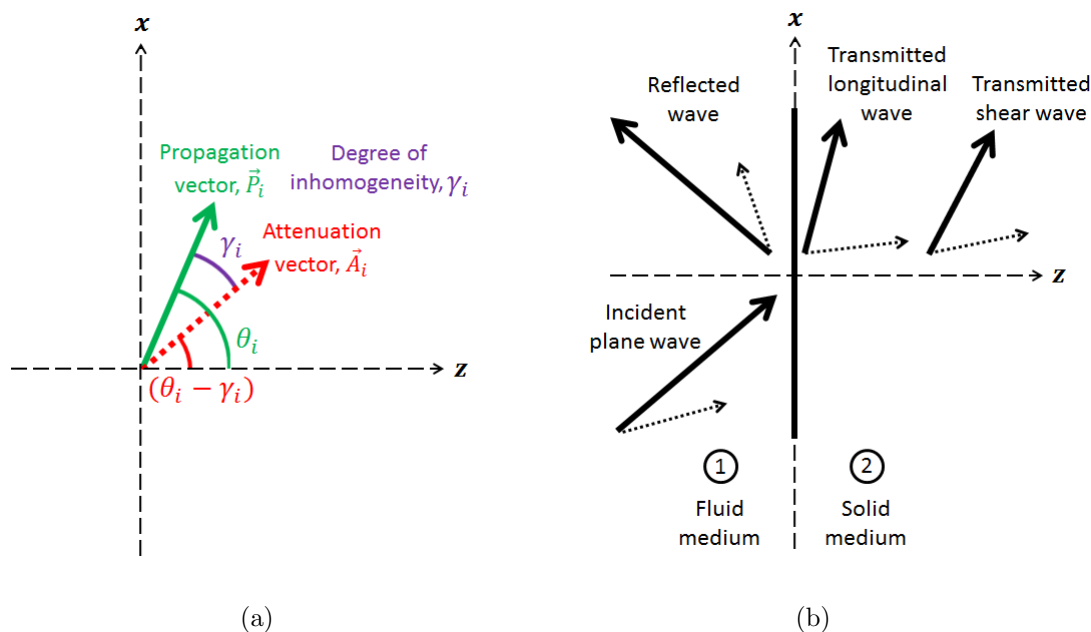 x
Propagation
vector, P⃗ᵢ
Degree of
inhomogeneity, γᵢ
γᵢ
Attenuation
vector, A⃗ᵢ
θᵢ
z
(θᵢ − γᵢ)
(a)
x
Reflected
wave
Transmitted
longitudinal
wave
Transmitted
shear wave
z
Incident
plane wave
1
2
Fluid
medium
Solid
medium
(b)